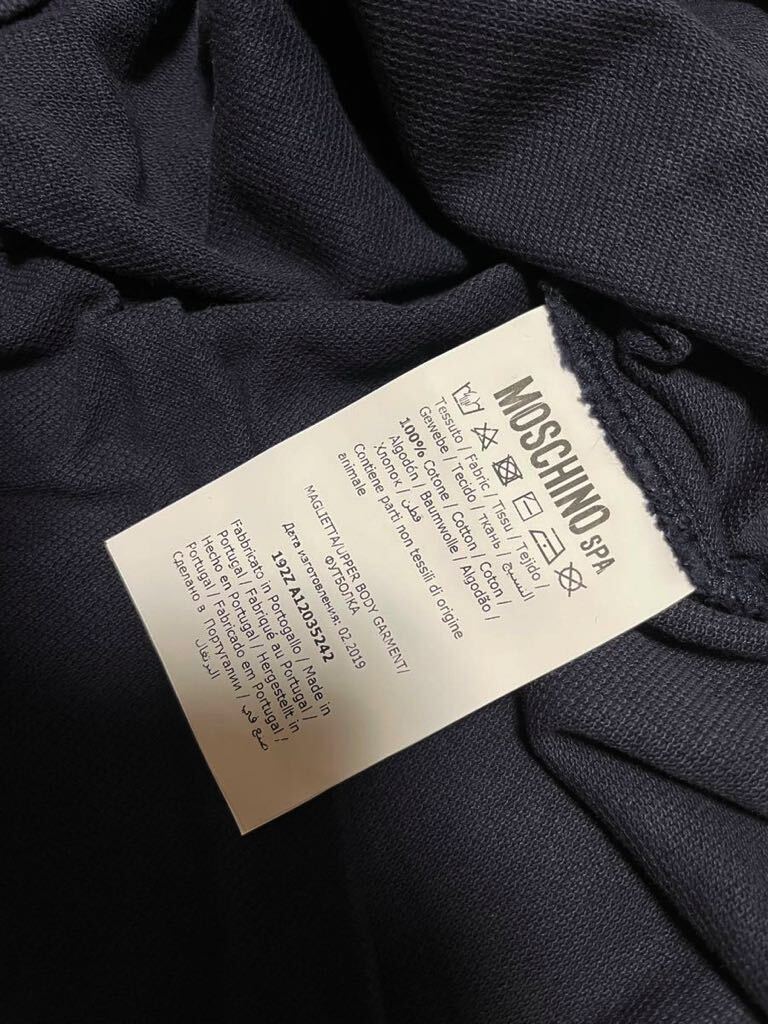 MOSCHINO SPA
Tessuto / Fabric / Tissu / Tejido /
Gewebe / Tecido / ткань / النسيج
100% Cotone / Cotton / Coton /
Algodón / Baumwolle / Algodão /
Хлопок / قطن
Contiene parti non tessili di origine
animale
MAGLIETTA/UPPER BODY GARMENT/
ФУТБОЛКА
Дата изготовления: 02.2019
192Z A12035242
Fabbricato in Portogallo / Made in
Portugal / Fabriqué au Portugal /
Hecho en Portugal / Hergestellt in
Portugal / Fabricado em Portugal /
Сделано в Португалии / صنع في
البرتغال